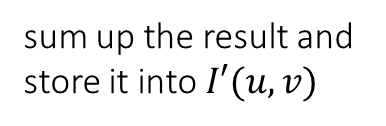 sum up the result and
store it into I′(u, v)